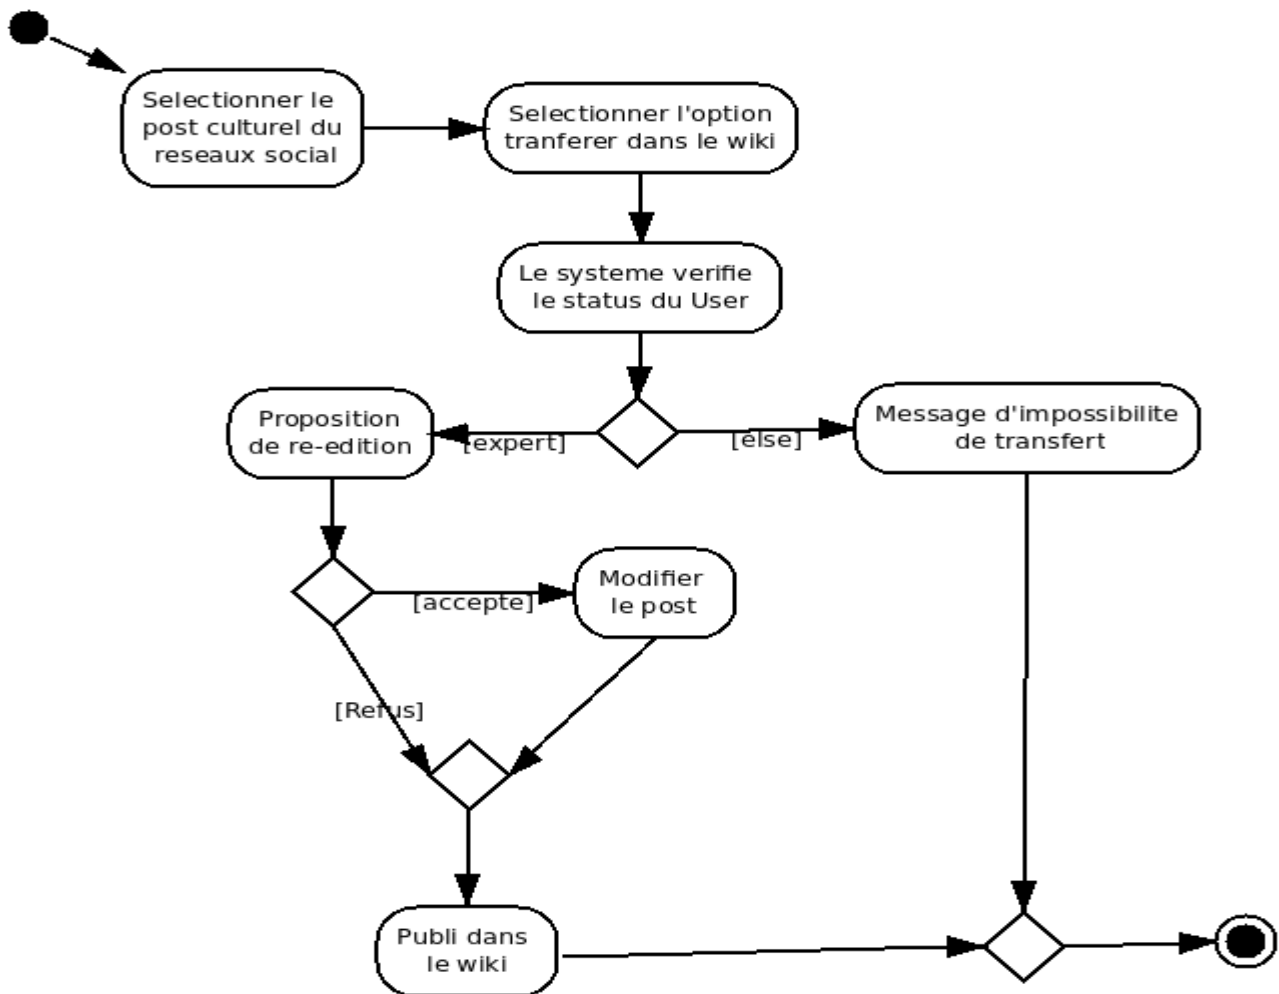 Selectionner le
post culturel du
reseaux social
Selectionner l'option
tranferer dans le wiki
Le systeme verifie
le status du User
Proposition
de re-edition
[expert]
[else]
Message d'impossibilite
de transfert
[accepte]
Modifier
le post
[Refus]
Publi dans
le wiki